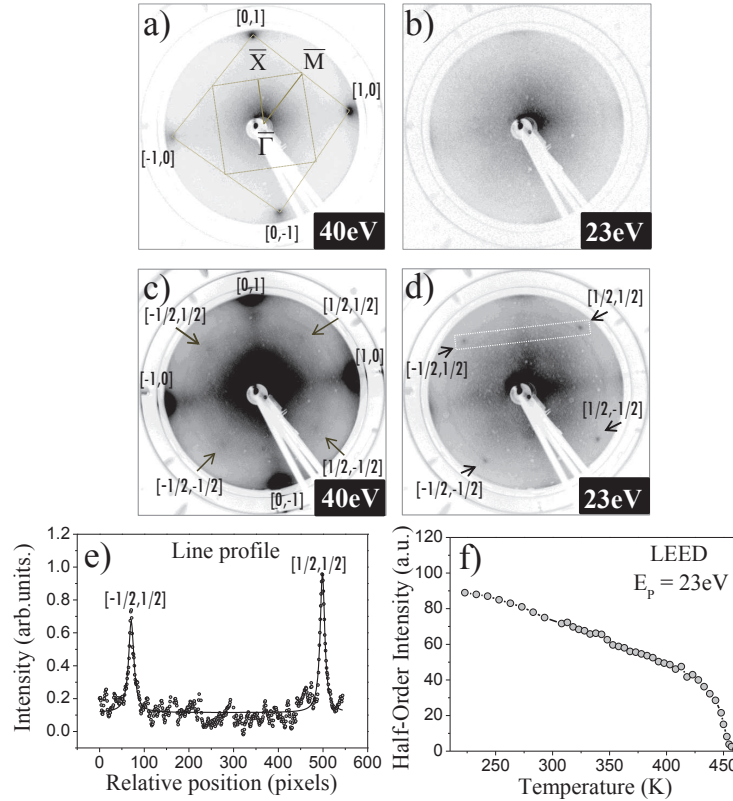 a)
[0,1]
X̅
M̅
[1,0]
[-1,0]
Γ̅
[0,-1]
40eV
b)
23eV
c)
[0,1]
[-1/2,1/2]
[1/2,1/2]
[1,0]
[-1,0]
[-1/2,-1/2]
[1/2,-1/2]
[0,-1]
40eV
d)
[1/2,1/2]
[-1/2,1/2]
[1/2,-1/2]
[-1/2,-1/2]
23eV
e)
Line profile
[-1/2,1/2]
[1/2,1/2]
Intensity (arb.units.)
1.2
1.0
0.8
0.6
0.4
0.2
0.0
0 100 200 300 400 500 600
Relative position (pixels)
f)
LEED
E_P = 23eV
Half-Order Intensity (a.u.)
120
100
80
60
40
20
0
250 300 350 400 450
Temperature (K)